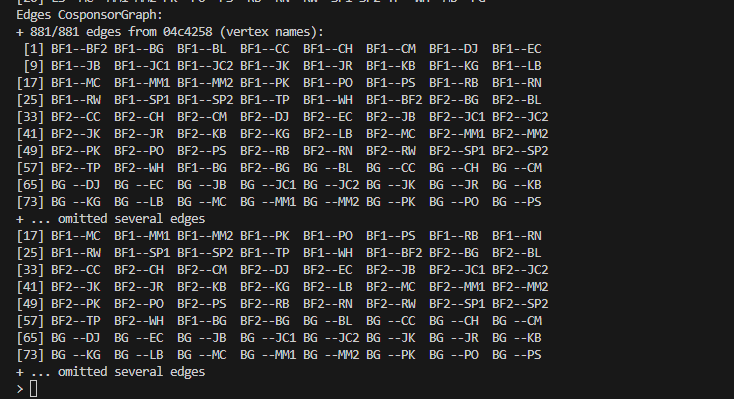 Edges CosponsorGraph:
+ 881/881 edges from 04c4258 (vertex names):
[1] BF1--BF2 BF1--BG BF1--BL BF1--CC BF1--CH BF1--CM BF1--DJ BF1--EC
[9] BF1--JB BF1--JC1 BF1--JC2 BF1--JK BF1--JR BF1--KB BF1--KG BF1--LB
[17] BF1--MC BF1--MM1 BF1--MM2 BF1--PK BF1--PO BF1--PS BF1--RB BF1--RN
[25] BF1--RW BF1--SP1 BF1--SP2 BF1--TP BF1--WH BF1--BF2 BF2--BG BF2--BL
[33] BF2--CC BF2--CH BF2--CM BF2--DJ BF2--EC BF2--JB BF2--JC1 BF2--JC2
[41] BF2--JK BF2--JR BF2--KB BF2--KG BF2--LB BF2--MC BF2--MM1 BF2--MM2
[49] BF2--PK BF2--PO BF2--PS BF2--RB BF2--RN BF2--RW BF2--SP1 BF2--SP2
[57] BF2--TP BF2--WH BF1--BG BF2--BG BG --BL BG --CC BG --CH BG --CM
[65] BG --DJ BG --EC BG --JB BG --JC1 BG --JC2 BG --JK BG --JR BG --KB
[73] BG --KG BG --LB BG --MC BG --MM1 BG --MM2 BG --PK BG --PO BG --PS
+ ... omitted several edges
[17] BF1--MC BF1--MM1 BF1--MM2 BF1--PK BF1--PO BF1--PS BF1--RB BF1--RN
[25] BF1--RW BF1--SP1 BF1--SP2 BF1--TP BF1--WH BF1--BF2 BF2--BG BF2--BL
[33] BF2--CC BF2--CH BF2--CM BF2--DJ BF2--EC BF2--JB BF2--JC1 BF2--JC2
[41] BF2--JK BF2--JR BF2--KB BF2--KG BF2--LB BF2--MC BF2--MM1 BF2--MM2
[49] BF2--PK BF2--PO BF2--PS BF2--RB BF2--RN BF2--RW BF2--SP1 BF2--SP2
[57] BF2--TP BF2--WH BF1--BG BF2--BG BG --BL BG --CC BG --CH BG --CM
[65] BG --DJ BG --EC BG --JB BG --JC1 BG --JC2 BG --JK BG --JR BG --KB
[73] BG --KG BG --LB BG --MC BG --MM1 BG --MM2 BG --PK BG --PO BG --PS
+ ... omitted several edges
>